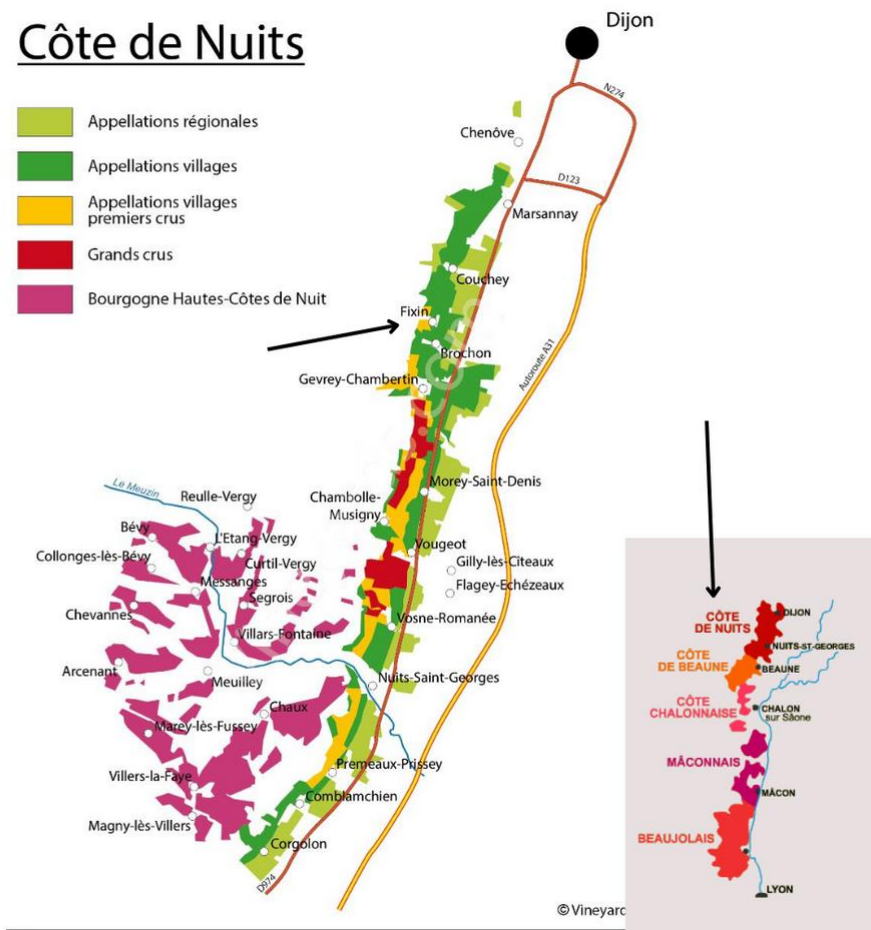 Côte de Nuits
Dijon
Appellations régionales
Appellations villages
Appellations villages
premiers crus
Grands crus
Bourgogne Hautes-Côtes de Nuit
N274
Chenôve
D123
Marsannay
Couchey
Fixin
Brochon
Autoroute A31
Gevrey-Chambertin
Morey-Saint-Denis
Le Meuzin
Reulle-Vergy
Chambolle-
Musigny
Bévy
L'Etang-Vergy
Vougeot
Collonges-lès-Bévy
Curtil-Vergy
Gilly-lès-Cîteaux
Messanges
Flagey-Echézeaux
Segrois
Chevannes
Vosne-Romanée
Villars-Fontaine
Arcenant
Meuilley
Nuits-Saint-Georges
Chaux
Marey-lès-Fussey
Premeaux-Prissey
Villers-la-Faye
Comblamchien
Magny-lès-Villers
Corgolon
D974
© Vineyard
CÔTE
DE NUITS
DIJON
NUITS-ST-GEORGES
CÔTE
DE BEAUNE
BEAUNE
CÔTE
CHALONNAISE
CHALON
sur Sâone
MÂCONNAIS
MÂCON
BEAUJOLAIS
LYON